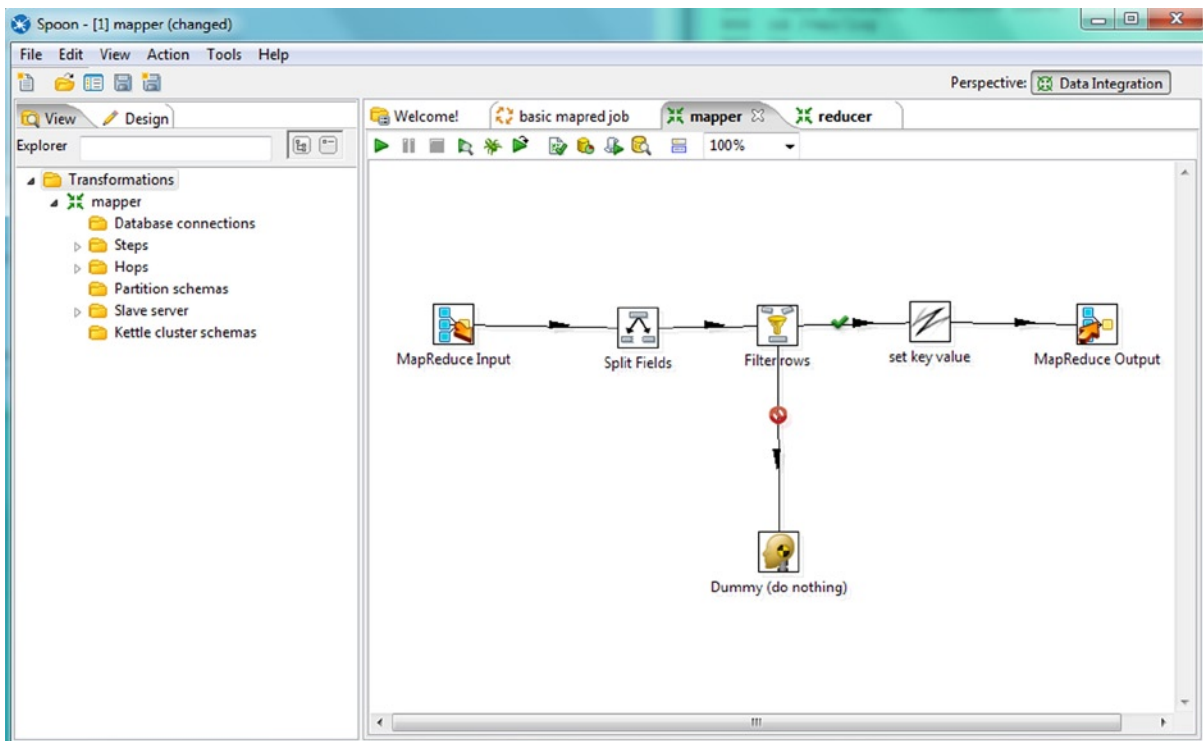 Spoon - [1] mapper (changed)
File Edit View Action Tools Help
Perspective: Data Integration
View Design
Welcome! basic mapred job mapper reducer
Explorer
100%
Transformations
mapper
Database connections
Steps
Hops
Partition schemas
Slave server
Kettle cluster schemas
MapReduce Input Split Fields Filter rows set key value MapReduce Output
Dummy (do nothing)